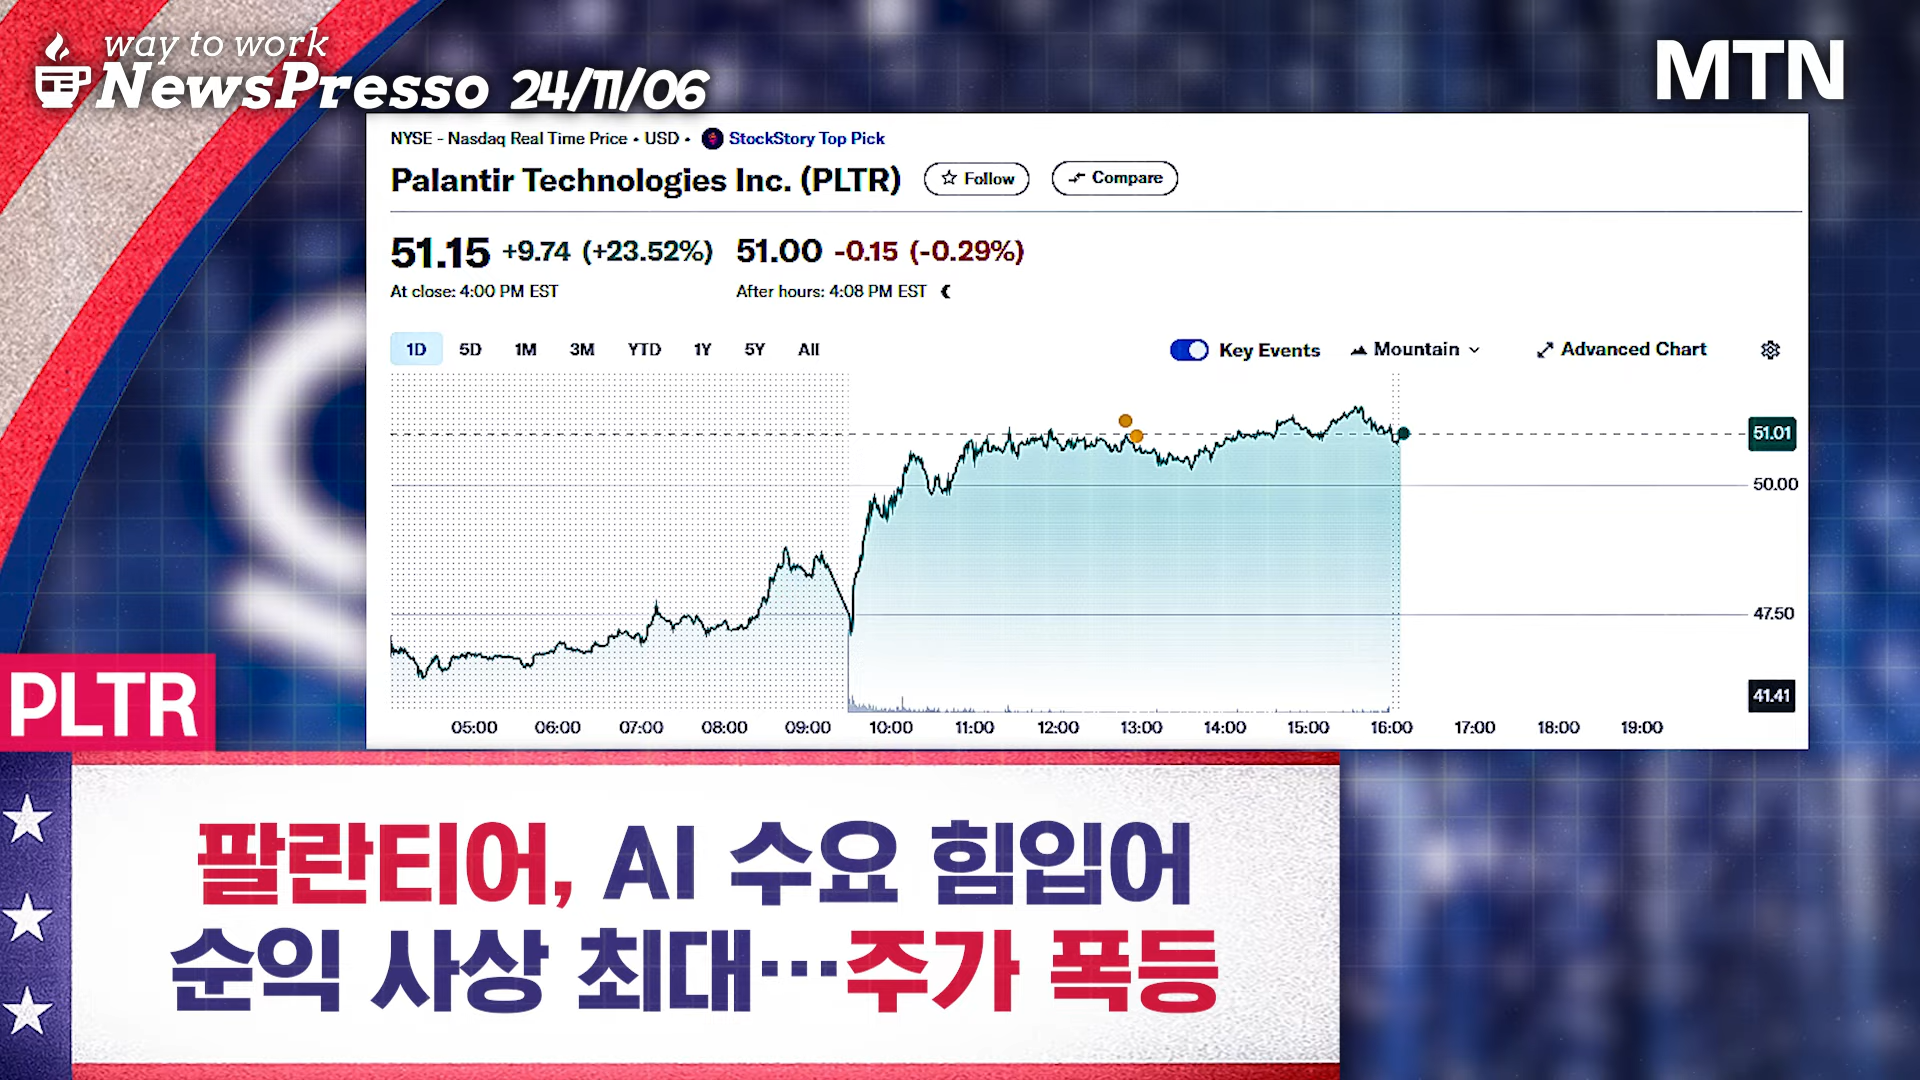 way to work
NewsPresso 24/11/06
MTN
NYSE - Nasdaq Real Time Price • USD • StockStory Top Pick
Palantir Technologies Inc. (PLTR) Follow Compare
51.15 +9.74 (+23.52%) 51.00 -0.15 (-0.29%)
At close: 4:00 PM EST After hours: 4:08 PM EST
1D 5D 1M 3M YTD 1Y 5Y All Key Events Mountain Advanced Chart
51.01
50.00
47.50
41.41
05:00 06:00 07:00 08:00 09:00 10:00 11:00 12:00 13:00 14:00 15:00 16:00 17:00 18:00 19:00
PLTR
팔란티어, AI 수요 힘입어
순익 사상 최대…주가 폭등